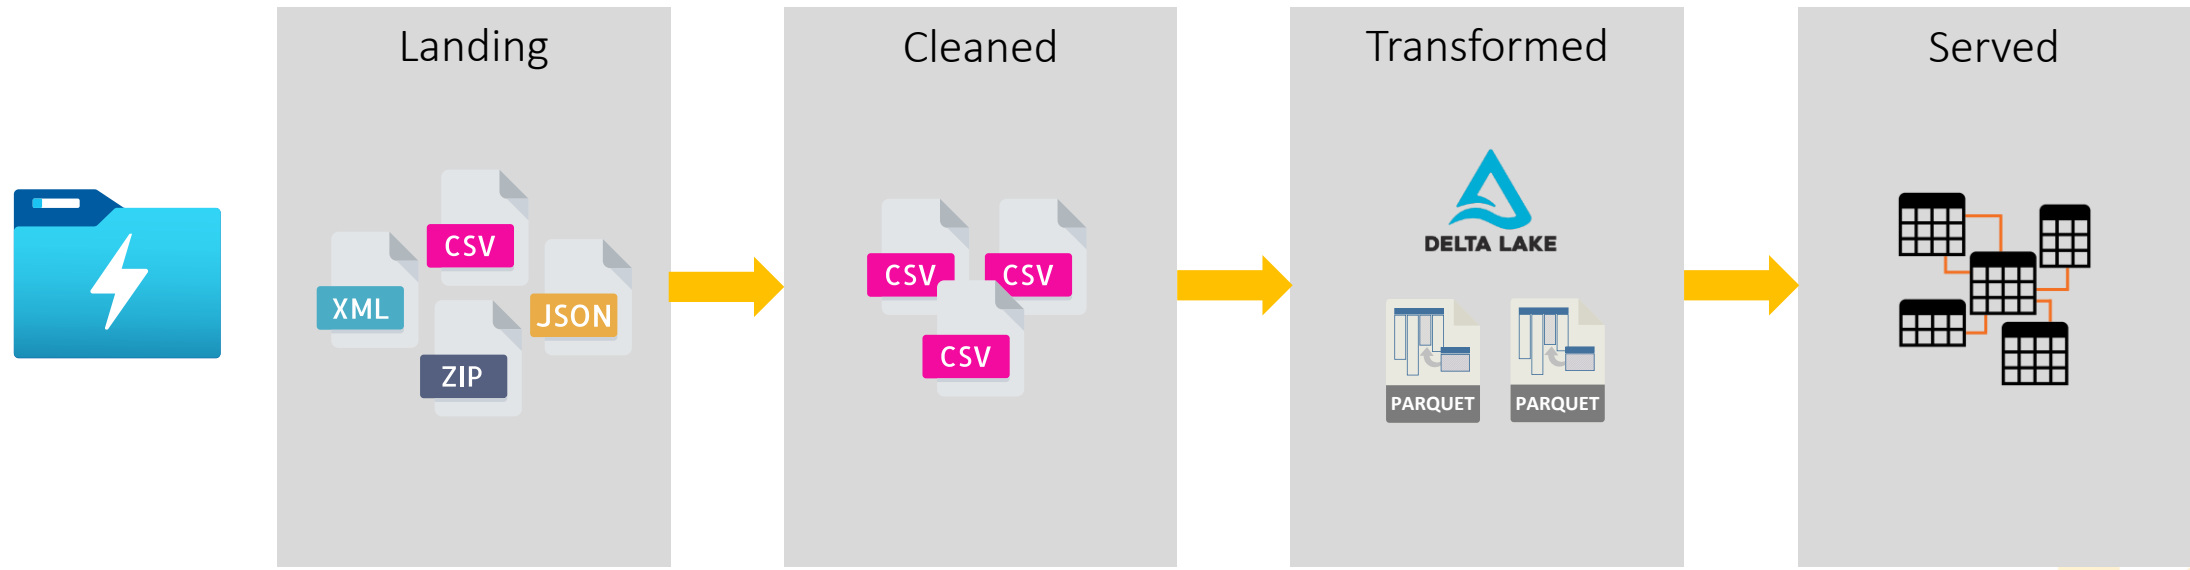 Landing
CSV
XML
JSON
ZIP
Cleaned
CSV
CSV
CSV
Transformed
DELTA LAKE
PARQUET
PARQUET
Served